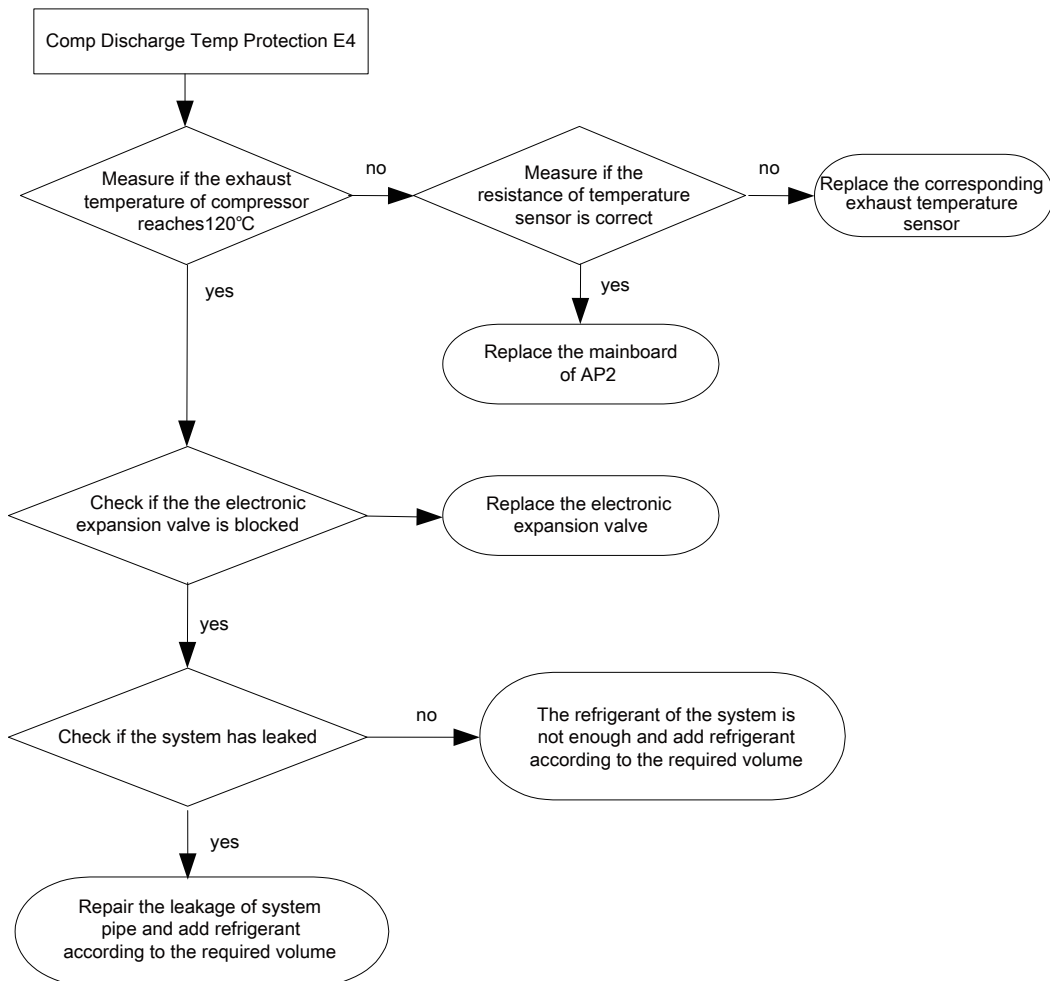 Comp Discharge Temp Protection E4
Measure if the exhaust
temperature of compressor
reaches120℃
no
Measure if the
resistance of temperature
sensor is correct
no
Replace the corresponding
exhaust temperature
sensor
yes
yes
Replace the mainboard
of AP2
Check if the the electronic
expansion valve is blocked
Replace the electronic
expansion valve
yes
Check if the system has leaked
no
The refrigerant of the system is
not enough and add refrigerant
according to the required volume
yes
Repair the leakage of system
pipe and add refrigerant
according to the required volume